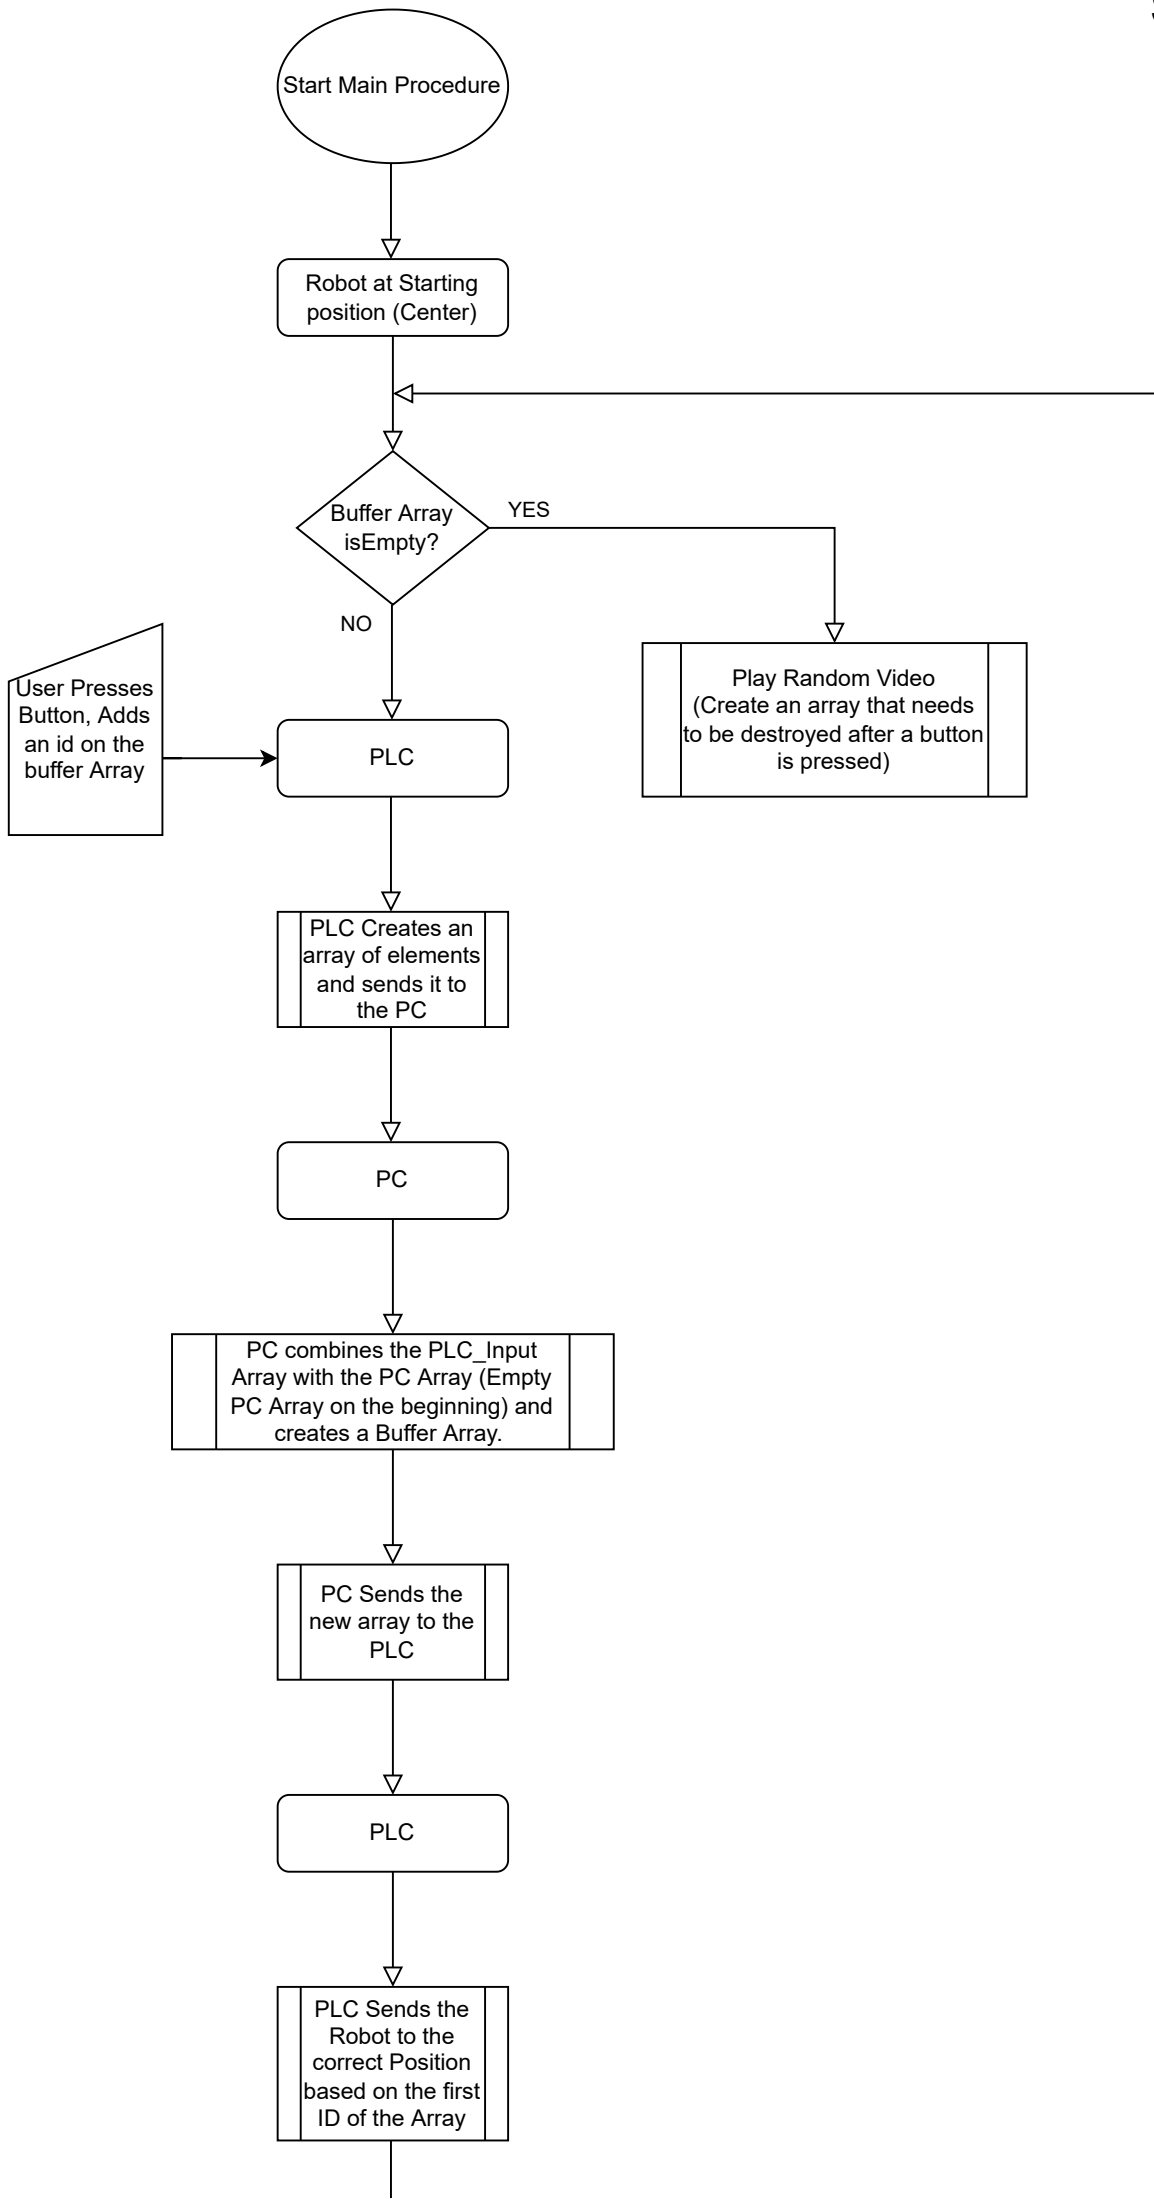 Start Main Procedure
Robot at Starting
position (Center)
Buffer Array
isEmpty?
YES
NO
User Presses
Button, Adds
an id on the
buffer Array
PLC
Play Random Video
(Create an array that needs
to be destroyed after a button
is pressed)
PLC Creates an
array of elements
and sends it to
the PC
PC
PC combines the PLC_Input
Array with the PC Array (Empty
PC Array on the beginning) and
creates a Buffer Array.
PC Sends the
new array to the
PLC
PLC
PLC Sends the
Robot to the
correct Position
based on the first
ID of the Array